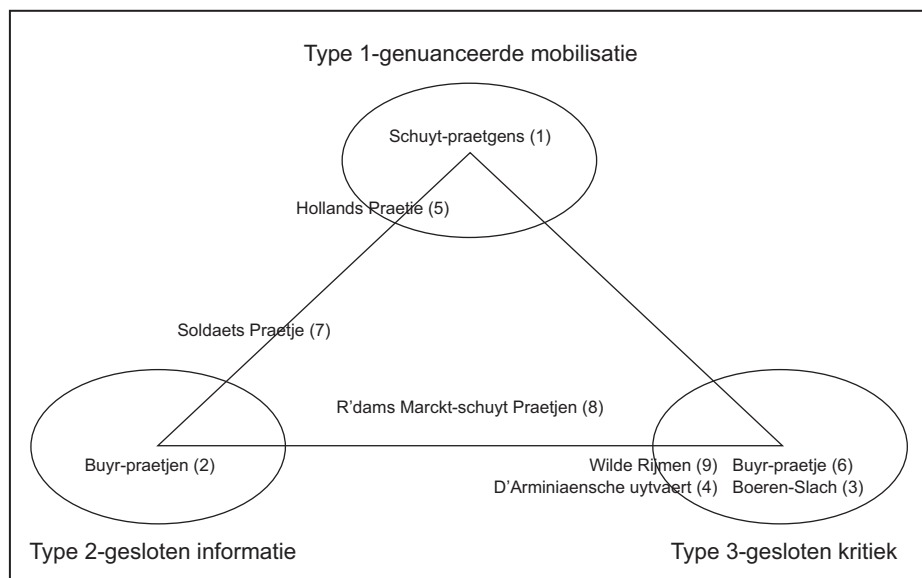 Type 1-genuanceerde mobilisatie
Schuyt-praetgens (1)
Hollands Praetie (5)
Soldaets Praetje (7)
R'dams Marckt-schuyt Praetjen (8)
Buyr-praetjen (2)
Wilde Rijmen (9) Buyr-praetje (6)
D'Arminiaensche uytvaert (4) Boeren-Slach (3)
Type 2-gesloten informatie
Type 3-gesloten kritiek